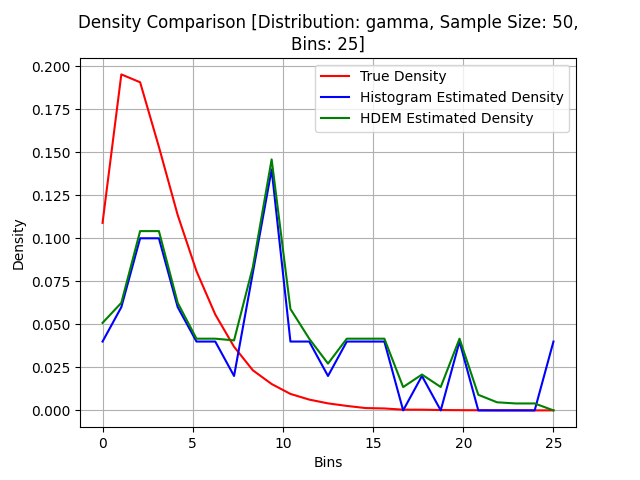 Density Comparison [Distribution: gamma, Sample Size: 50,
Bins: 25]
True Density
Histogram Estimated Density
HDEM Estimated Density
Density
0.200
0.175
0.150
0.125
0.100
0.075
0.050
0.025
0.000
0 5 10 15 20 25
Bins